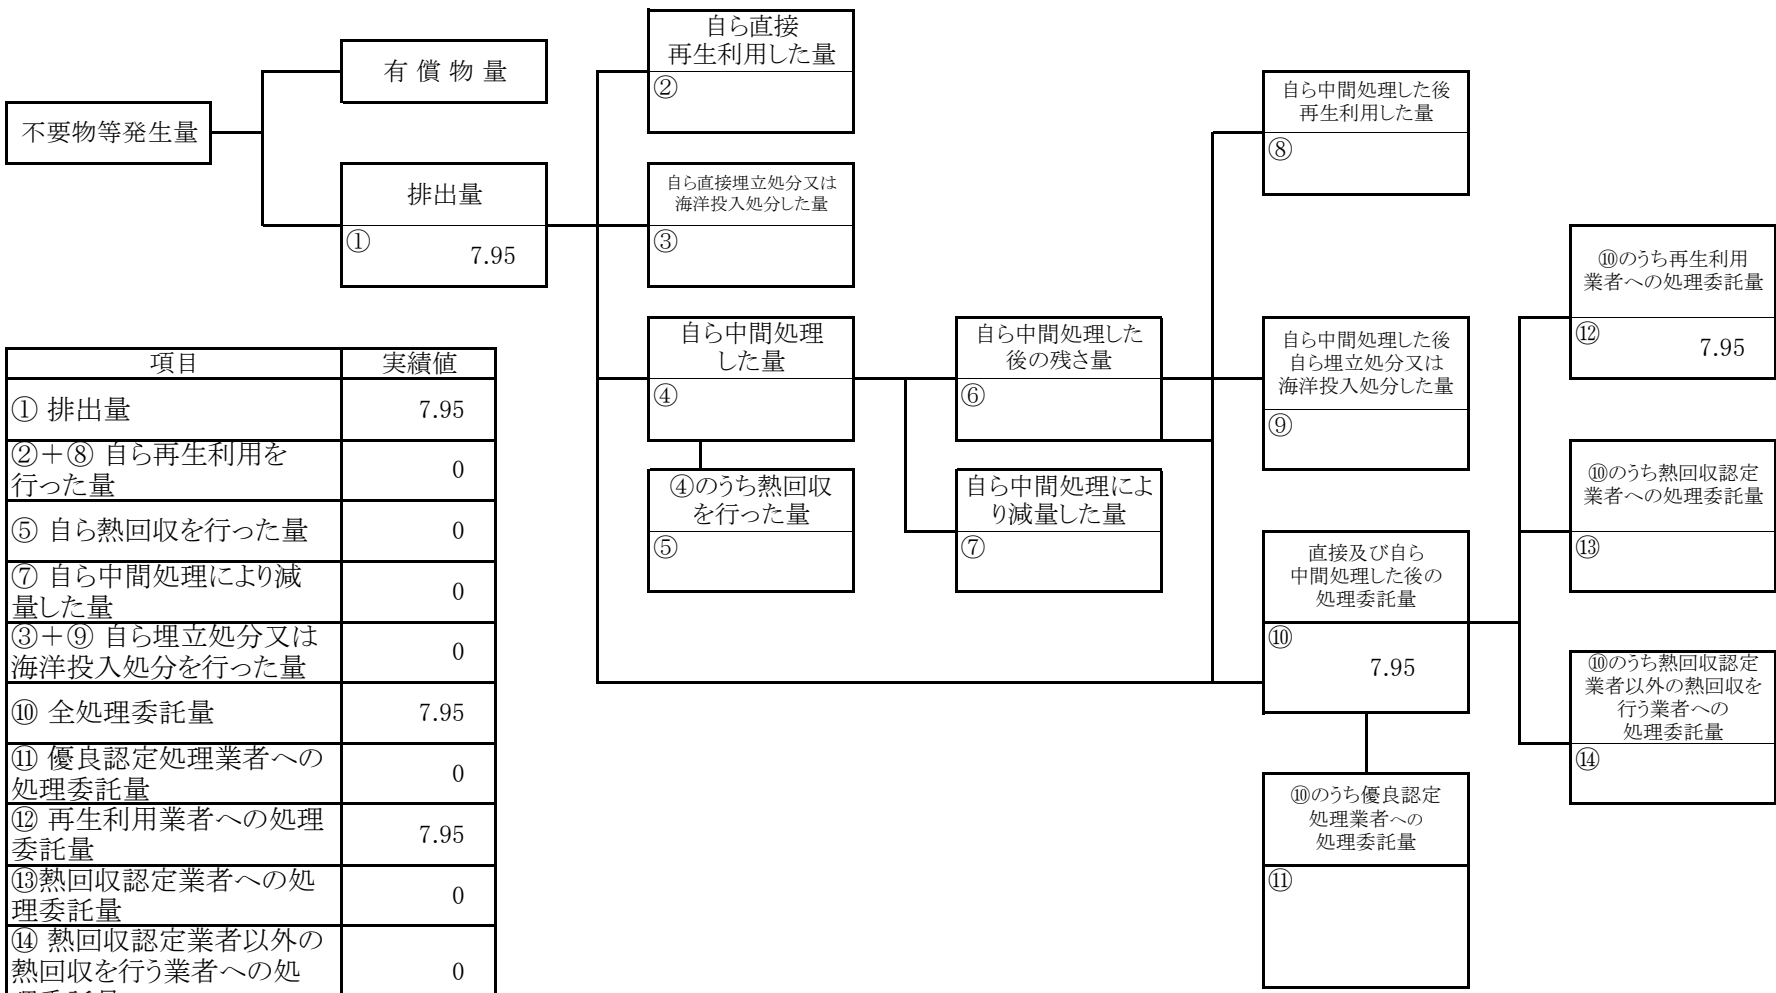 不要物等発生量
有償物量
排出量
①
7.95
自ら直接
再生利用した量
②
自ら直接埋立処分又は
海洋投入処分した量
③
自ら中間処理
した量
④
④のうち熱回収
を行った量
⑤
自ら中間処理した
後の残さ量
⑥
自ら中間処理によ
り減量した量
⑦
自ら中間処理した後
再生利用した量
⑧
自ら中間処理した後
自ら埋立処分又は
海洋投入処分した量
⑨
直接及び自ら
中間処理した後の
処理委託量
⑩
7.95
⑩のうち優良認定
処理業者への
処理委託量
⑪
⑩のうち再生利用
業者への処理委託量
⑫
7.95
⑩のうち熱回収認定
業者への処理委託量
⑬
⑩のうち熱回収認定
業者以外の熱回収を
行う業者への
処理委託量
⑭
項目 実績値
① 排出量 7.95
②+⑧ 自ら再生利用を
行った量 0
⑤ 自ら熱回収を行った量 0
⑦ 自ら中間処理により減
量した量 0
③+⑨ 自ら埋立処分又は
海洋投入処分を行った量 0
⑩ 全処理委託量 7.95
⑪ 優良認定処理業者への
処理委託量 0
⑫ 再生利用業者への処理
委託量 7.95
⑬熱回収認定業者への処
理委託量 0
⑭ 熱回収認定業者以外の
熱回収を行う業者への処 0